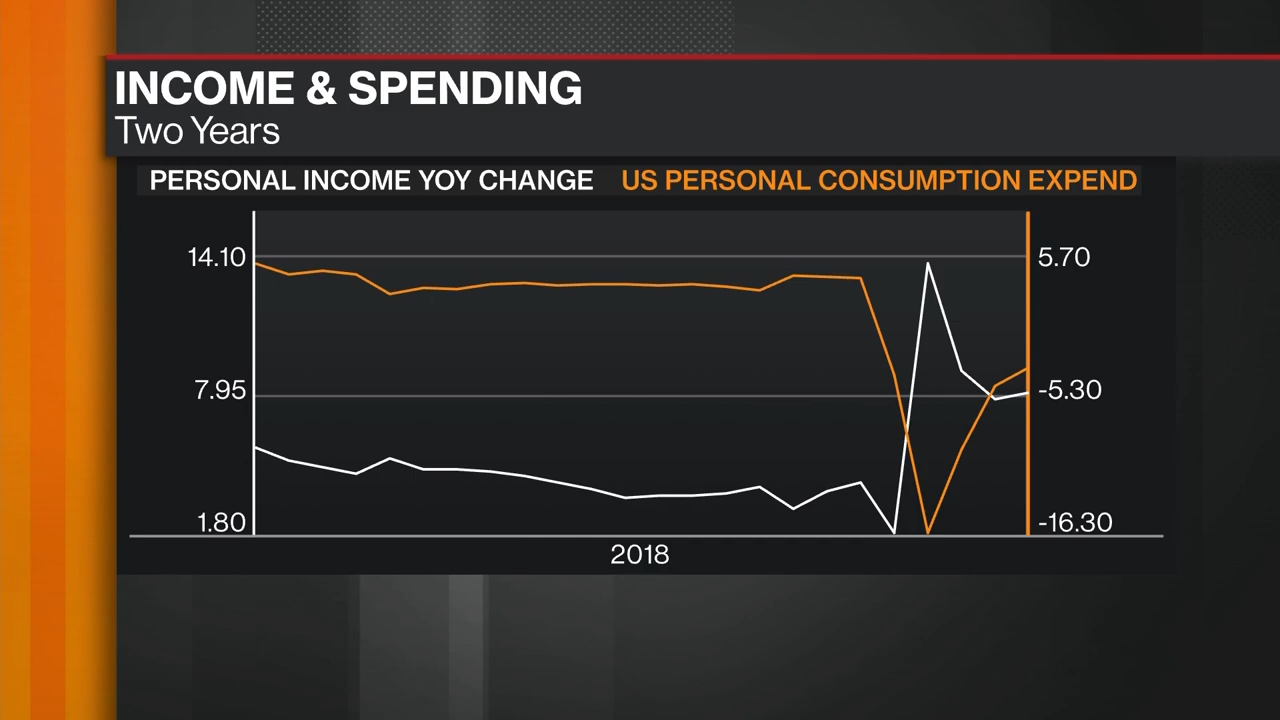 INCOME & SPENDING
Two Years
PERSONAL INCOME YOY CHANGE US PERSONAL CONSUMPTION EXPEND
14.10 5.70
7.95 -5.30
1.80 -16.30
2018